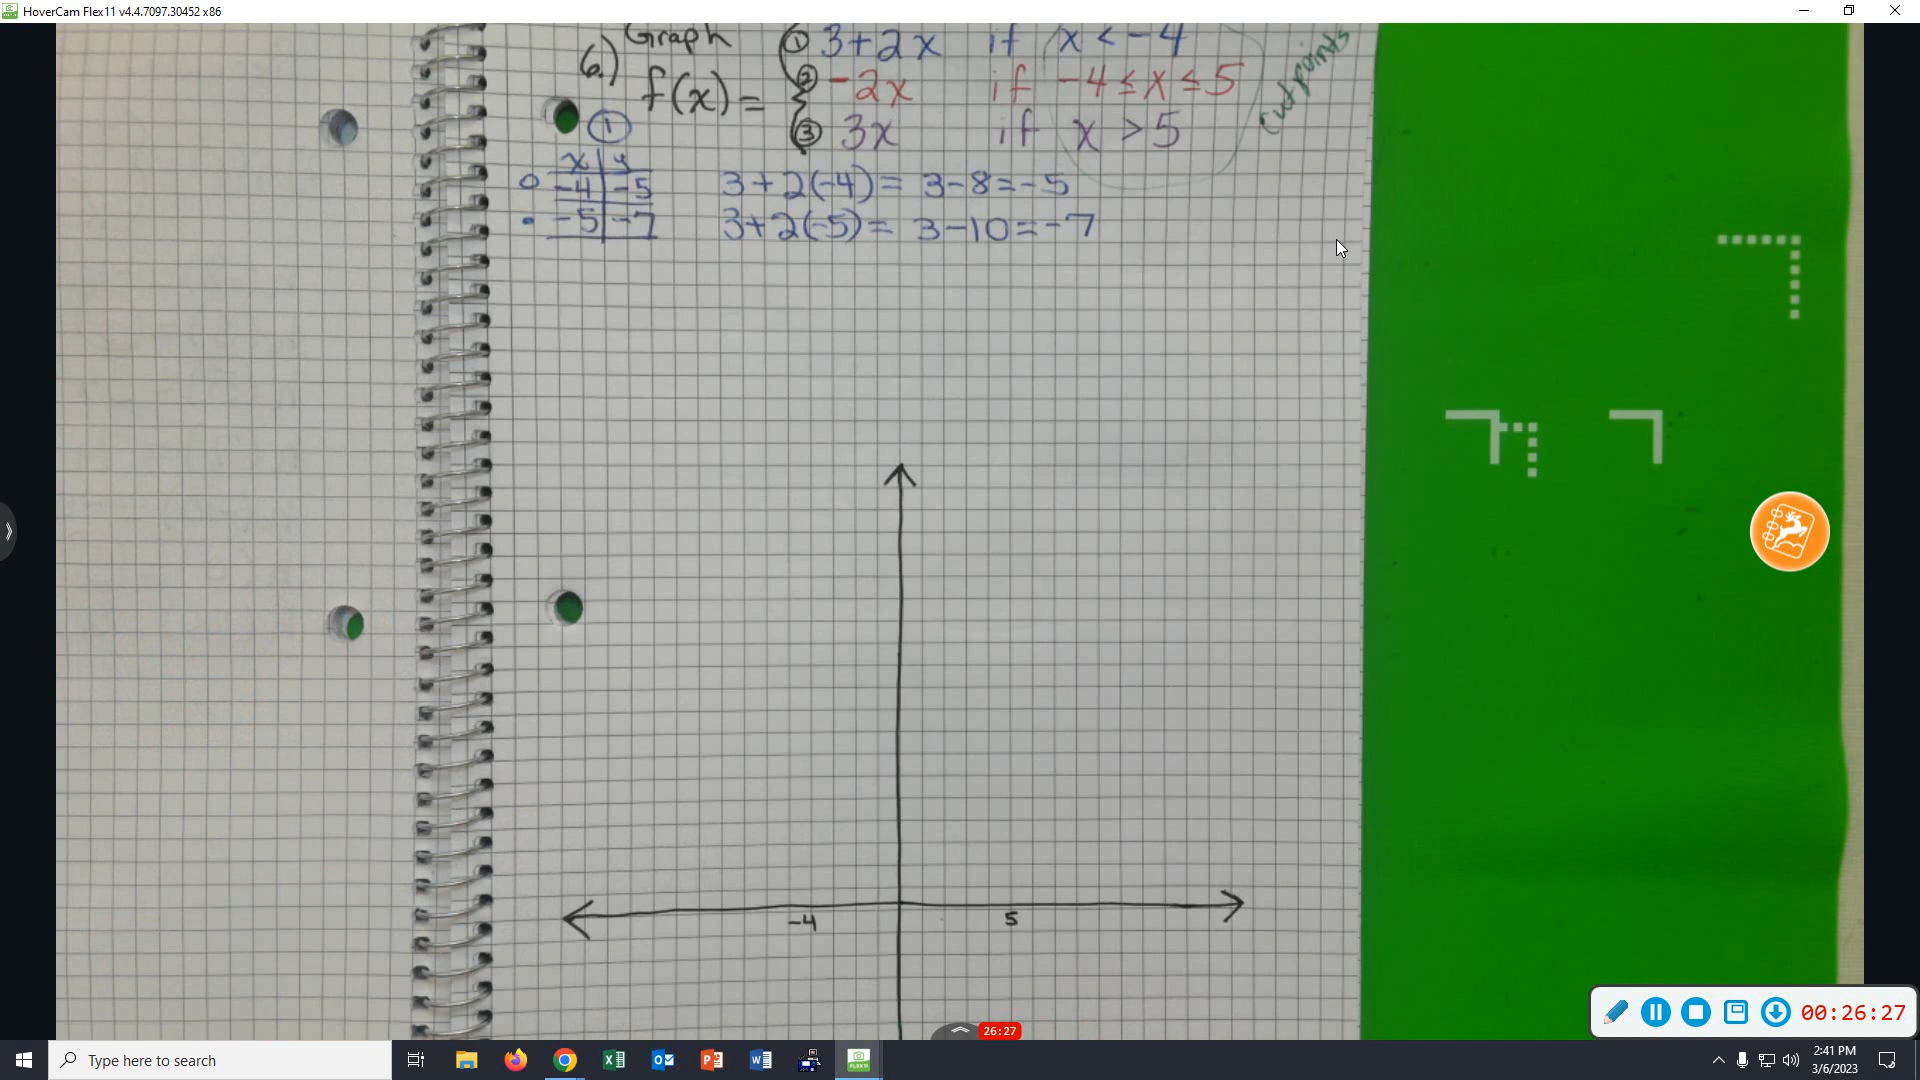 HoverCam Flex11 v4.4.7097.30452 x86
6.) Graph
f(x) = { ① 3+2x if x < -4
② -2x if -4 ≤ x ≤ 5
③ 3x if x > 5
Cutpoints
①
x | y
○ -4 | -5 3+2(-4) = 3-8 = -5
• -5 | -7 3+2(-5) = 3-10 = -7
-4 5
00:26:27
26:27
FLEX11
Type here to search
2:41 PM
3/6/2023